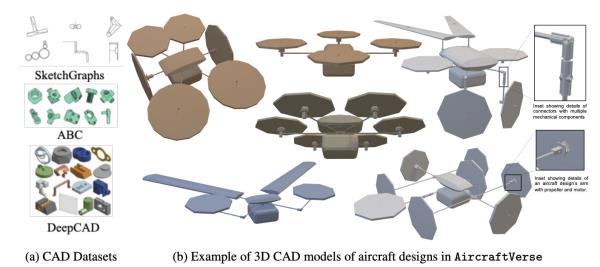 SketchGraphs
ABC
DeepCAD
(a) CAD Datasets
Inset showing details of
connectors with multiple
mechanical components
Inset showing details of
an aircraft design's arm
with propeller and motor.
(b) Example of 3D CAD models of aircraft designs in AircraftVerse